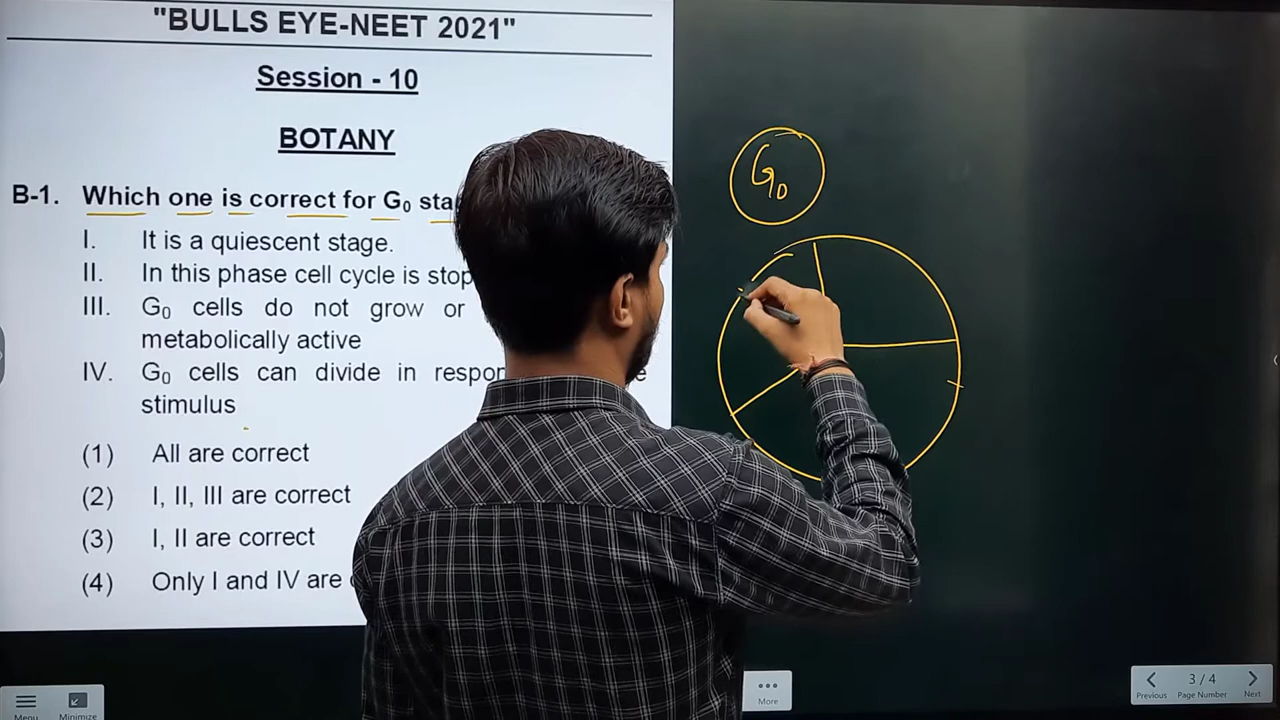 "BULLS EYE-NEET 2021"
Session - 10
BOTANY
B-1. Which one is correct for G₀
I. It is a quiescent stage.
II. In this phase cell cycle is
III. G₀ cells do not grow or
metabolically active
IV. G₀ cells can divide in
stimulus
(1) All are correct
(2) I, II, III are correct
(3) I, II are correct
(4) Only I and IV are
G₀
Menu
Minimize
More
3 / 4
Previous Page Number Next